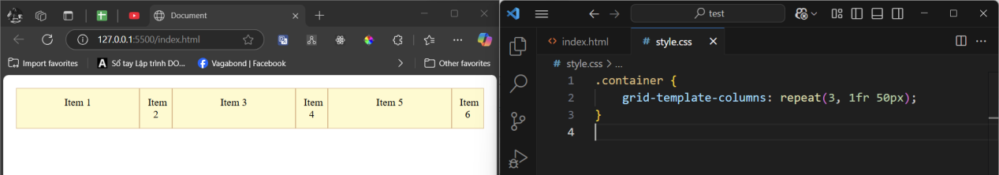 Document
127.0.0.1:5500/index.html
Import favorites
A
Sổ tay Lập trình DO...
Vagabond | Facebook
Other favorites
Item 1
Item 2
Item 3
Item 4
Item 5
Item 6
test
index.html
# style.css
# style.css > ...
1 .container {
2 grid-template-columns: repeat(3, 1fr 50px);
3 }
4